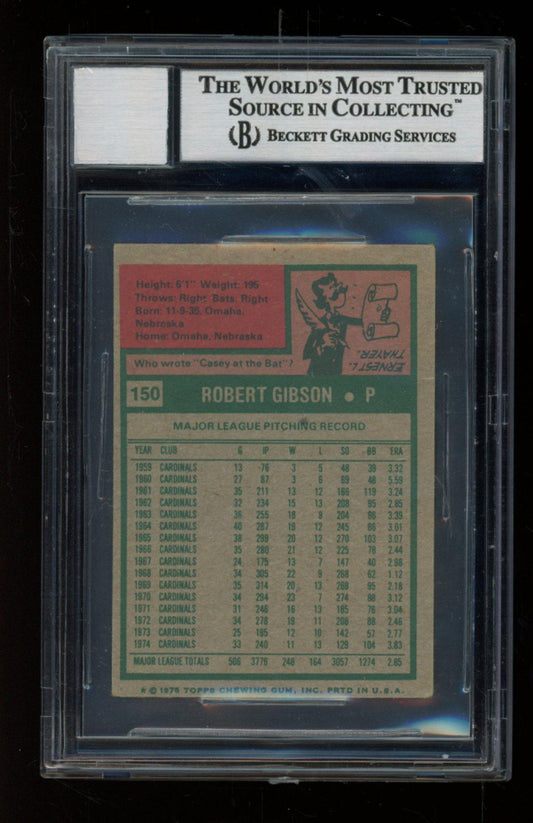 THE WORLD'S MOST TRUSTED
SOURCE IN COLLECTING™
(B) BECKETT GRADING SERVICES
Height: 6'1" Weight: 195
Throws: Right Bats: Right
Born: 11-9-35, Omaha,
Nebraska
Home: Omaha, Nebraska
ERNEST L.
THAYER.
Who wrote "Casey at the Bat"?
150 ROBERT GIBSON • P
MAJOR LEAGUE PITCHING RECORD
YEAR CLUB G IP W L SO BB ERA
1959 CARDINALS 13 76 3 5 48 39 3.32
1960 CARDINALS 27 87 3 6 69 48 5.59
1961 CARDINALS 35 211 13 12 166 119 3.24
1962 CARDINALS 32 234 15 13 208 95 2.85
1963 CARDINALS 36 255 18 9 204 96 3.39
1964 CARDINALS 40 287 19 12 245 86 3.01
1965 CARDINALS 38 299 20 12 270 103 3.07
1966 CARDINALS 35 280 21 12 225 78 2.44
1967 CARDINALS 24 175 13 7 147 40 2.98
1968 CARDINALS 34 305 22 9 268 62 1.12
1969 CARDINALS 35 314 20 13 269 95 2.18
1970 CARDINALS 34 294 23 7 274 88 3.12
1971 CARDINALS 31 246 16 13 185 76 3.04
1972 CARDINALS 34 278 19 11 208 88 2.46
1973 CARDINALS 25 195 12 10 142 57 2.77
1974 CARDINALS 33 240 11 13 129 104 3.83
MAJOR LEAGUE TOTALS 506 3776 248 164 3057 1274 2.85
* © 1975 TOPPS CHEWING GUM, INC. PRTD IN U.S.A.